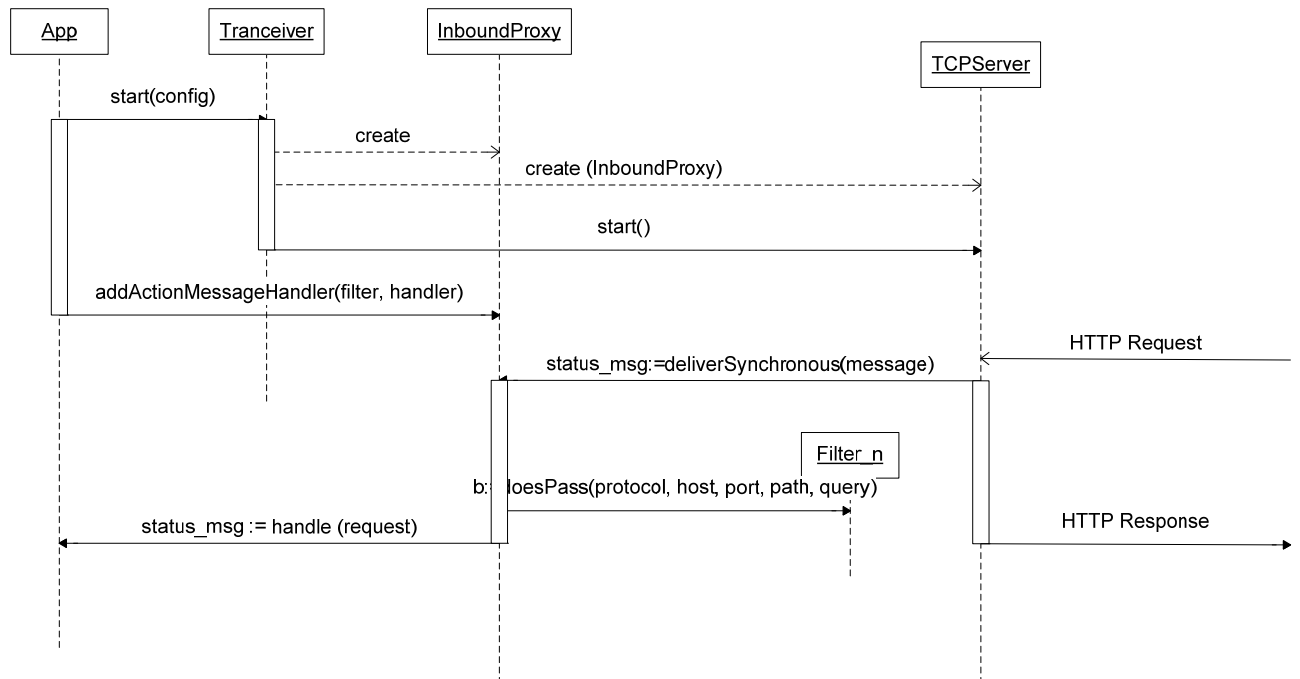 App
Tranceiver
InboundProxy
TCPServer
start(config)
create
create (InboundProxy)
start()
addActionMessageHandler(filter, handler)
HTTP Request
status_msg:=deliverSynchronous(message)
Filter_n
b:=doesPass(protocol, host, port, path, query)
HTTP Response
status_msg := handle (request)